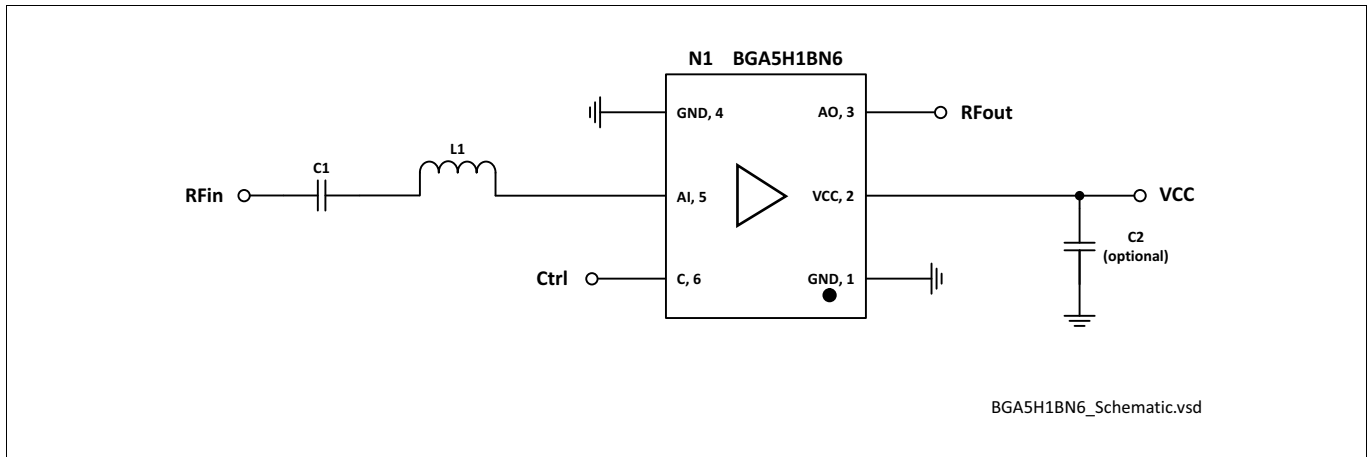 N1 BGA5H1BN6
GND, 4
AO, 3
RFout
C1
L1
RFin
AI, 5
VCC, 2
VCC
C2
(optional)
Ctrl
C, 6
GND, 1
BGA5H1BN6_Schematic.vsd